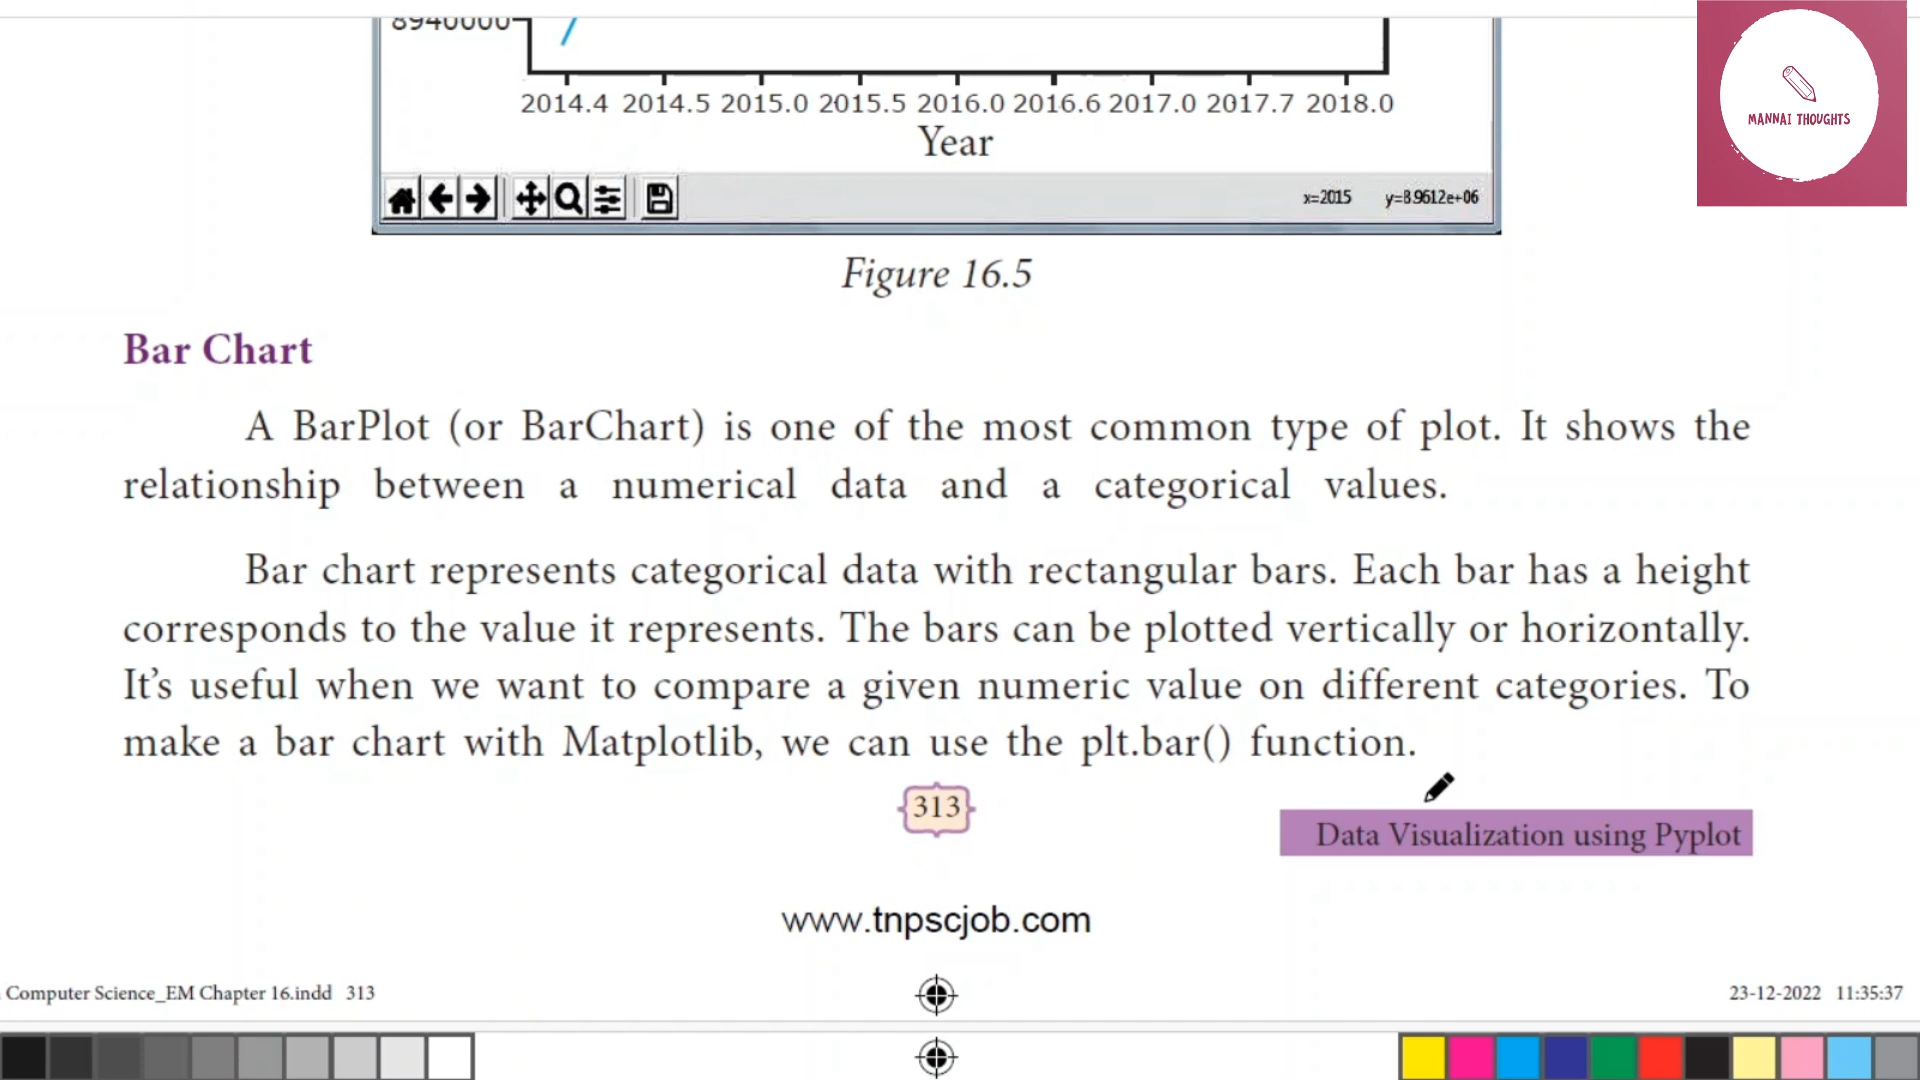 8940000
2014.4 2014.5 2015.0 2015.5 2016.0 2016.6 2017.0 2017.7 2018.0
Year
x=2015 y=8.9612e+06
MANNAI THOUGHTS
Figure 16.5
Bar Chart
A BarPlot (or BarChart) is one of the most common type of plot. It shows the
relationship between a numerical data and a categorical values.
Bar chart represents categorical data with rectangular bars. Each bar has a height
corresponds to the value it represents. The bars can be plotted vertically or horizontally.
It’s useful when we want to compare a given numeric value on different categories. To
make a bar chart with Matplotlib, we can use the plt.bar() function.
313
Data Visualization using Pyplot
www.tnpscjob.com
Computer Science_EM Chapter 16.indd 313
23-12-2022 11:35:37